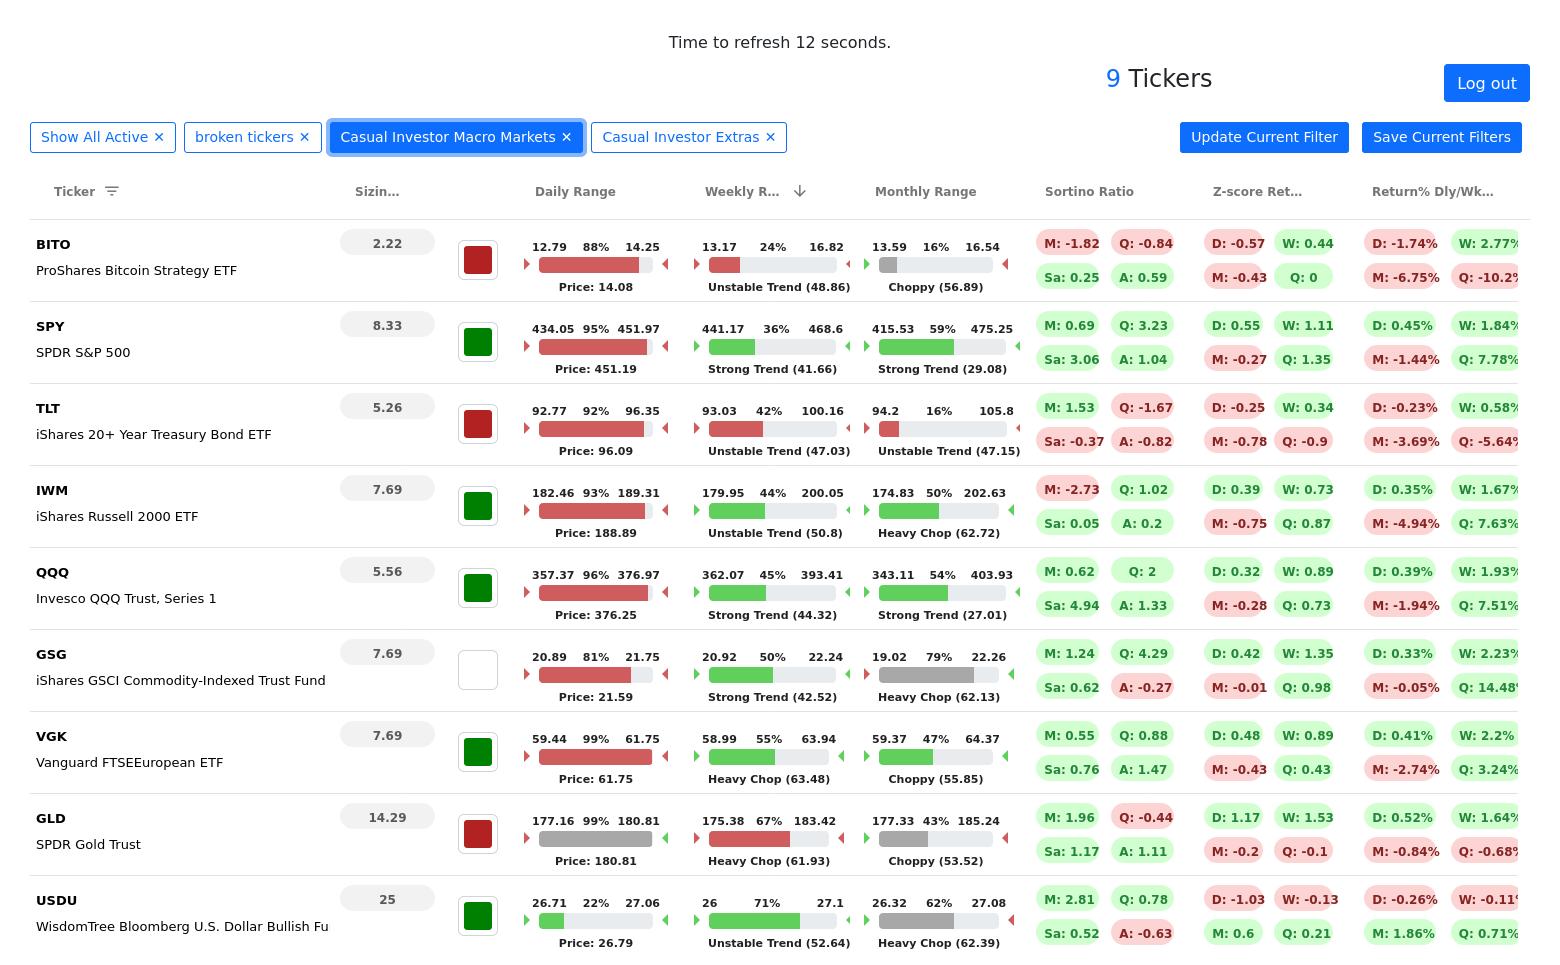 Time to refresh 12 seconds.
9 Tickers
Log out
Show All Active ✕ broken tickers ✕ Casual Investor Macro Markets ✕ Casual Investor Extras ✕ Update Current Filter Save Current Filters
Ticker Sizin... Daily Range Weekly R... Monthly Range Sortino Ratio Z-score Ret... Return% Dly/Wk...
BITO 2.22 12.79 88% 14.25 13.17 24% 16.82 13.59 16% 16.54 M: -1.82 Q: -0.84 D: -0.57 W: 0.44 D: -1.74% W: 2.77%
ProShares Bitcoin Strategy ETF Sa: 0.25 A: 0.59 M: -0.43 Q: 0 M: -6.75% Q: -10.2%
Price: 14.08 Unstable Trend (48.86) Choppy (56.89)
SPY 8.33 434.05 95% 451.97 441.17 36% 468.6 415.53 59% 475.25 M: 0.69 Q: 3.23 D: 0.55 W: 1.11 D: 0.45% W: 1.84%
SPDR S&P 500 Sa: 3.06 A: 1.04 M: -0.27 Q: 1.35 M: -1.44% Q: 7.78%
Price: 451.19 Strong Trend (41.66) Strong Trend (29.08)
TLT 5.26 92.77 92% 96.35 93.03 42% 100.16 94.2 16% 105.8 M: 1.53 Q: -1.67 D: -0.25 W: 0.34 D: -0.23% W: 0.58%
iShares 20+ Year Treasury Bond ETF Sa: -0.37 A: -0.82 M: -0.78 Q: -0.9 M: -3.69% Q: -5.64%
Price: 96.09 Unstable Trend (47.03) Unstable Trend (47.15)
IWM 7.69 182.46 93% 189.31 179.95 44% 200.05 174.83 50% 202.63 M: -2.73 Q: 1.02 D: 0.39 W: 0.73 D: 0.35% W: 1.67%
iShares Russell 2000 ETF Sa: 0.05 A: 0.2 M: -0.75 Q: 0.87 M: -4.94% Q: 7.63%
Price: 188.89 Unstable Trend (50.8) Heavy Chop (62.72)
QQQ 5.56 357.37 96% 376.97 362.07 45% 393.41 343.11 54% 403.93 M: 0.62 Q: 2 D: 0.32 W: 0.89 D: 0.39% W: 1.93%
Invesco QQQ Trust, Series 1 Sa: 4.94 A: 1.33 M: -0.28 Q: 0.73 M: -1.94% Q: 7.51%
Price: 376.25 Strong Trend (44.32) Strong Trend (27.01)
GSG 7.69 20.89 81% 21.75 20.92 50% 22.24 19.02 79% 22.26 M: 1.24 Q: 4.29 D: 0.42 W: 1.35 D: 0.33% W: 2.23%
iShares GSCI Commodity-Indexed Trust Fund Sa: 0.62 A: -0.27 M: -0.01 Q: 0.98 M: -0.05% Q: 14.48%
Price: 21.59 Strong Trend (42.52) Heavy Chop (62.13)
VGK 7.69 59.44 99% 61.75 58.99 55% 63.94 59.37 47% 64.37 M: 0.55 Q: 0.88 D: 0.48 W: 0.89 D: 0.41% W: 2.2%
Vanguard FTSEEuropean ETF Sa: 0.76 A: 1.47 M: -0.43 Q: 0.43 M: -2.74% Q: 3.24%
Price: 61.75 Heavy Chop (63.48) Choppy (55.85)
GLD 14.29 177.16 99% 180.81 175.38 67% 183.42 177.33 43% 185.24 M: 1.96 Q: -0.44 D: 1.17 W: 1.53 D: 0.52% W: 1.64%
SPDR Gold Trust Sa: 1.17 A: 1.11 M: -0.2 Q: -0.1 M: -0.84% Q: -0.68%
Price: 180.81 Heavy Chop (61.93) Choppy (53.52)
USDU 25 26.71 22% 27.06 26 71% 27.1 26.32 62% 27.08 M: 2.81 Q: 0.78 D: -1.03 W: -0.13 D: -0.26% W: -0.11%
WisdomTree Bloomberg U.S. Dollar Bullish Fu Sa: 0.52 A: -0.63 M: 0.6 Q: 0.21 M: 1.86% Q: 0.71%
Price: 26.79 Unstable Trend (52.64) Heavy Chop (62.39)